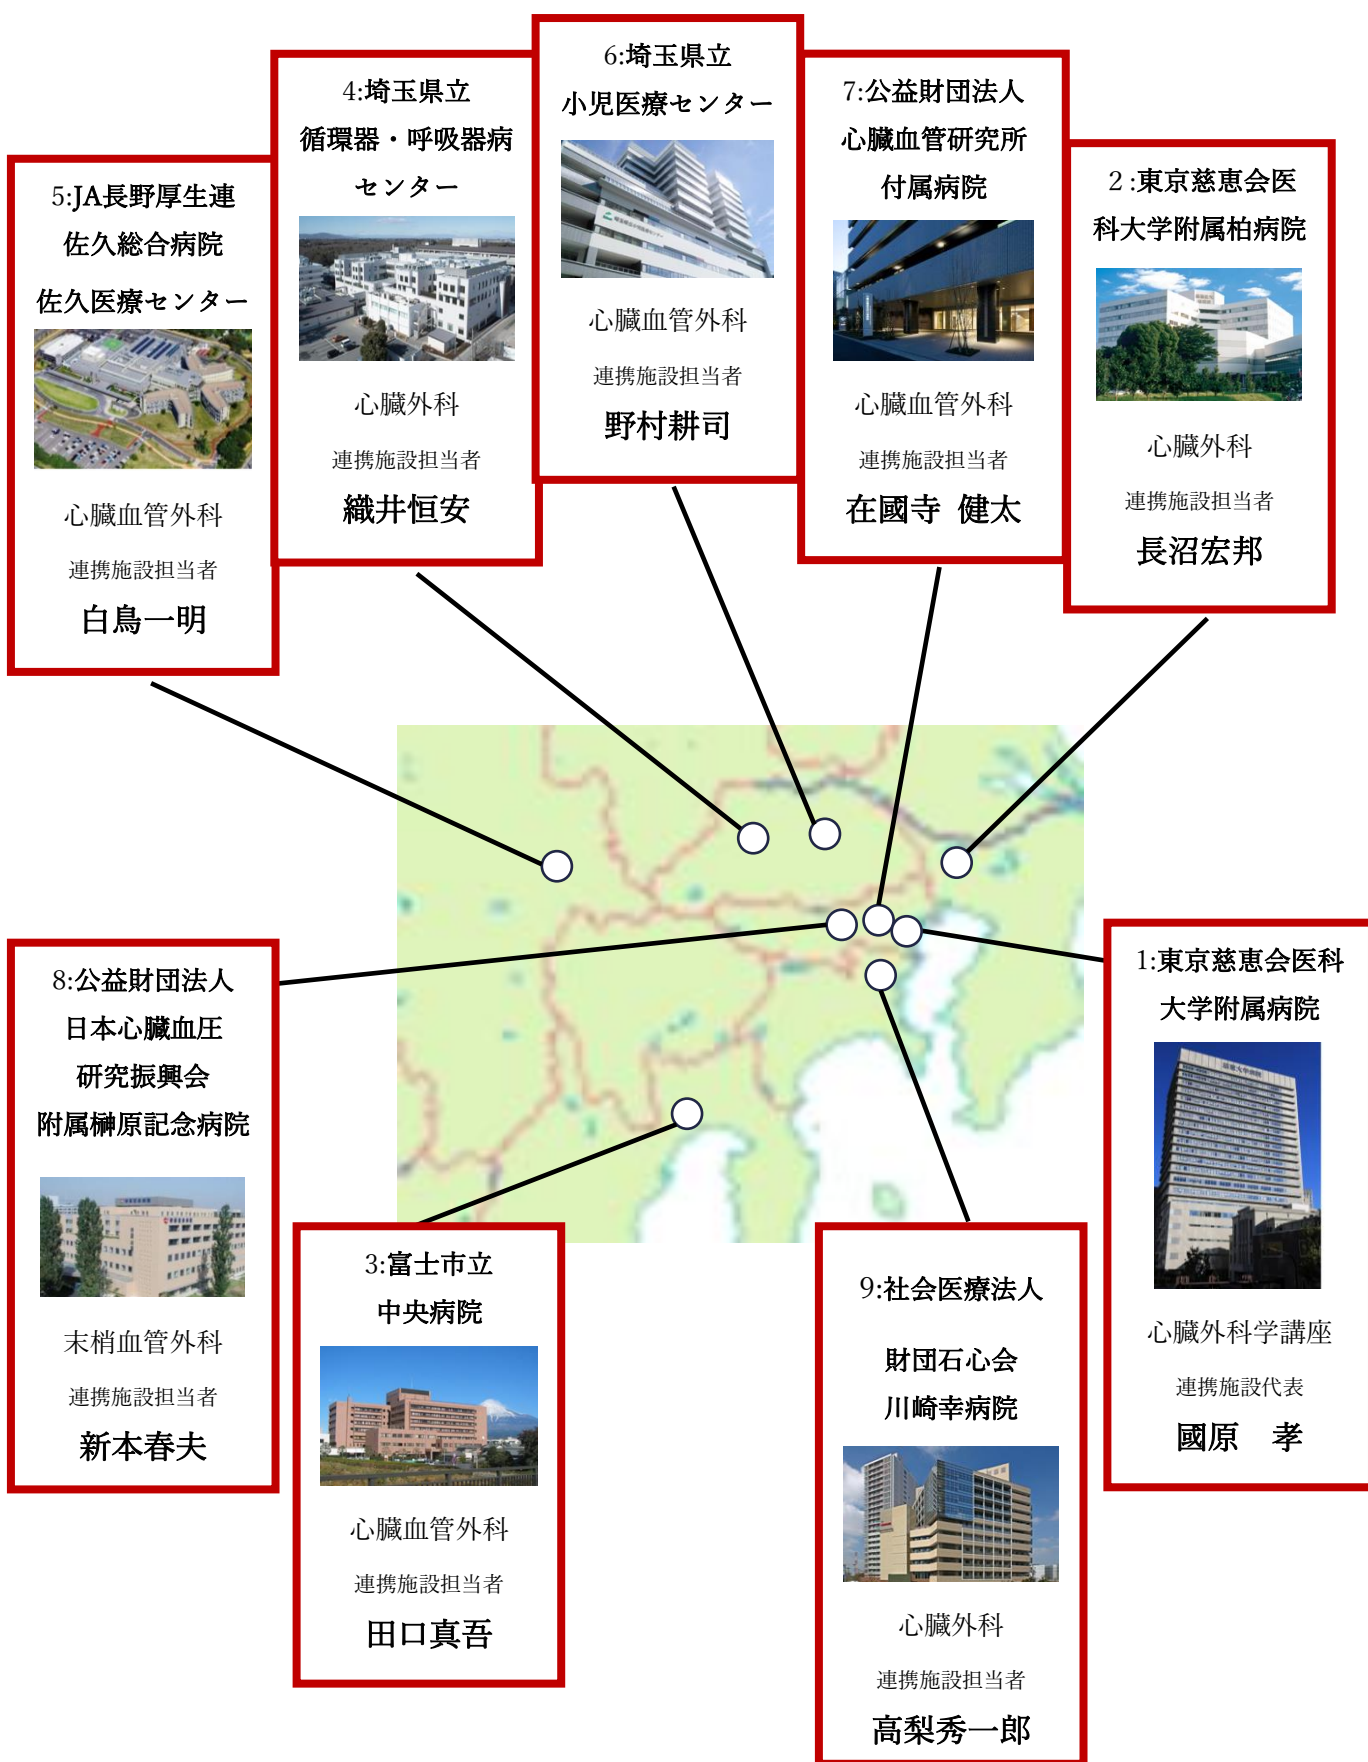 5:JA長野厚生連
佐久総合病院
佐久医療センター
心臓血管外科
連携施設担当者
白鳥一明
4:埼玉県立
循環器・呼吸器病
センター
心臓外科
連携施設担当者
織井恒安
6:埼玉県立
小児医療センター
心臓血管外科
連携施設担当者
野村耕司
7:公益財団法人
心臓血管研究所
付属病院
心臓血管外科
連携施設担当者
在國寺 健太
2:東京慈恵会医
科大学附属柏病院
心臓外科
連携施設担当者
長沼宏邦
8:公益財団法人
日本心臓血圧
研究振興会
附属榊原記念病院
末梢血管外科
連携施設担当者
新本春夫
3:富士市立
中央病院
心臓血管外科
連携施設担当者
田口真吾
9:社会医療法人
財団石心会
川崎幸病院
心臓外科
連携施設担当者
高梨秀一郎
1:東京慈恵会医科
大学附属病院
心臓外科学講座
連携施設代表
國原 孝